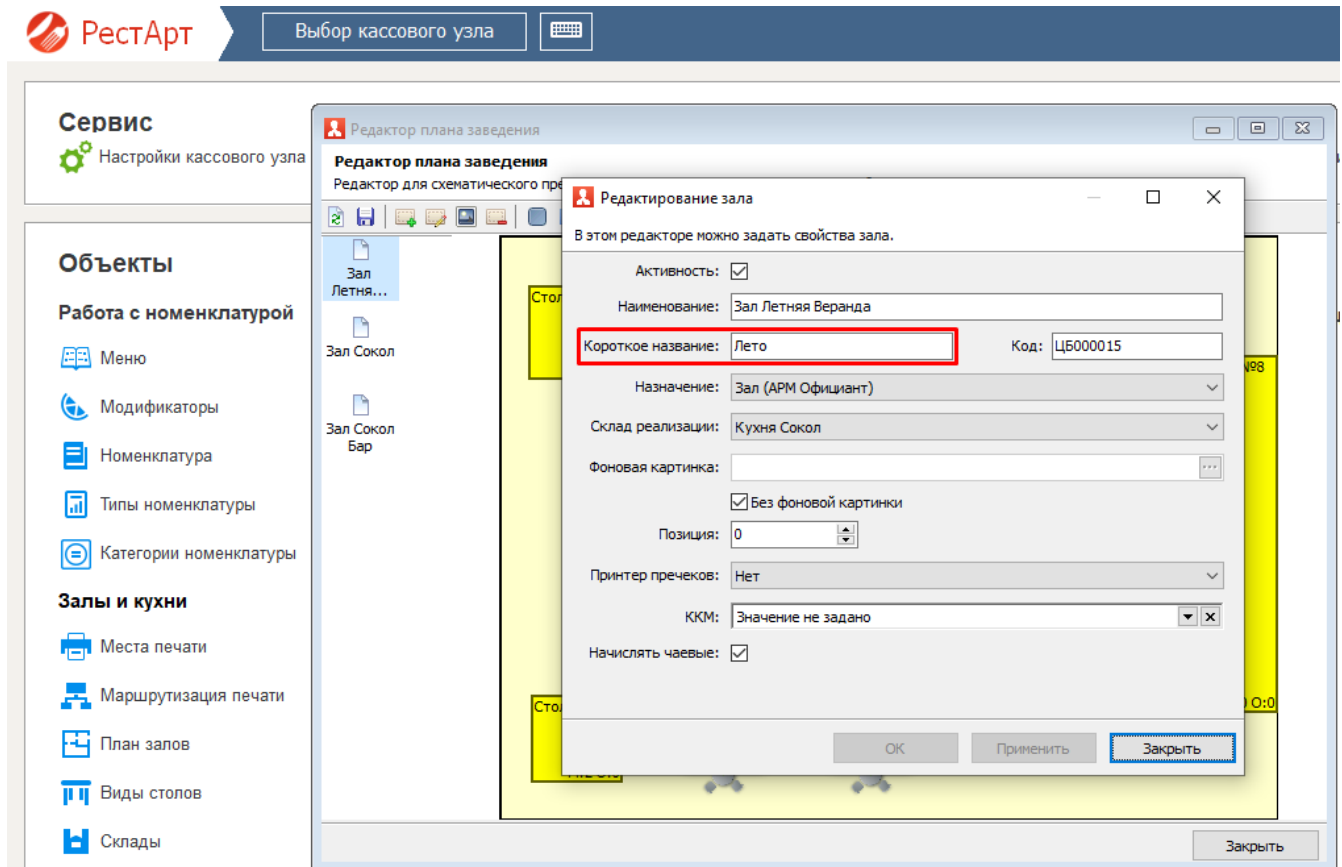 РестАрт
Выбор кассового узла
Сервис
Настройки кассового узла
Объекты
Работа с номенклатурой
Меню
Модификаторы
Номенклатура
Типы номенклатуры
Категории номенклатуры
Залы и кухни
Места печати
Маршрутизация печати
План залов
Виды столов
Склады
Редактор плана заведения
Редактор плана заведения
Редактор для схематического
Зал
Летня...
Зал Сокол
Зал Сокол
Бар
№8
О:0
Редактирование зала
В этом редакторе можно задать свойства зала.
Активность:
Наименование: Зал Летняя Веранда
Короткое название: Лето Код: ЦБ000015
Назначение: Зал (АРМ Официант)
Склад реализации: Кухня Сокол
Фоновая картинка: ...
Без фоновой картинки
Позиция: 0
Принтер пречеков: Нет
ККМ: Значение не задано
Начислять чаевые:
ОК Применить Закрыть
Закрыть